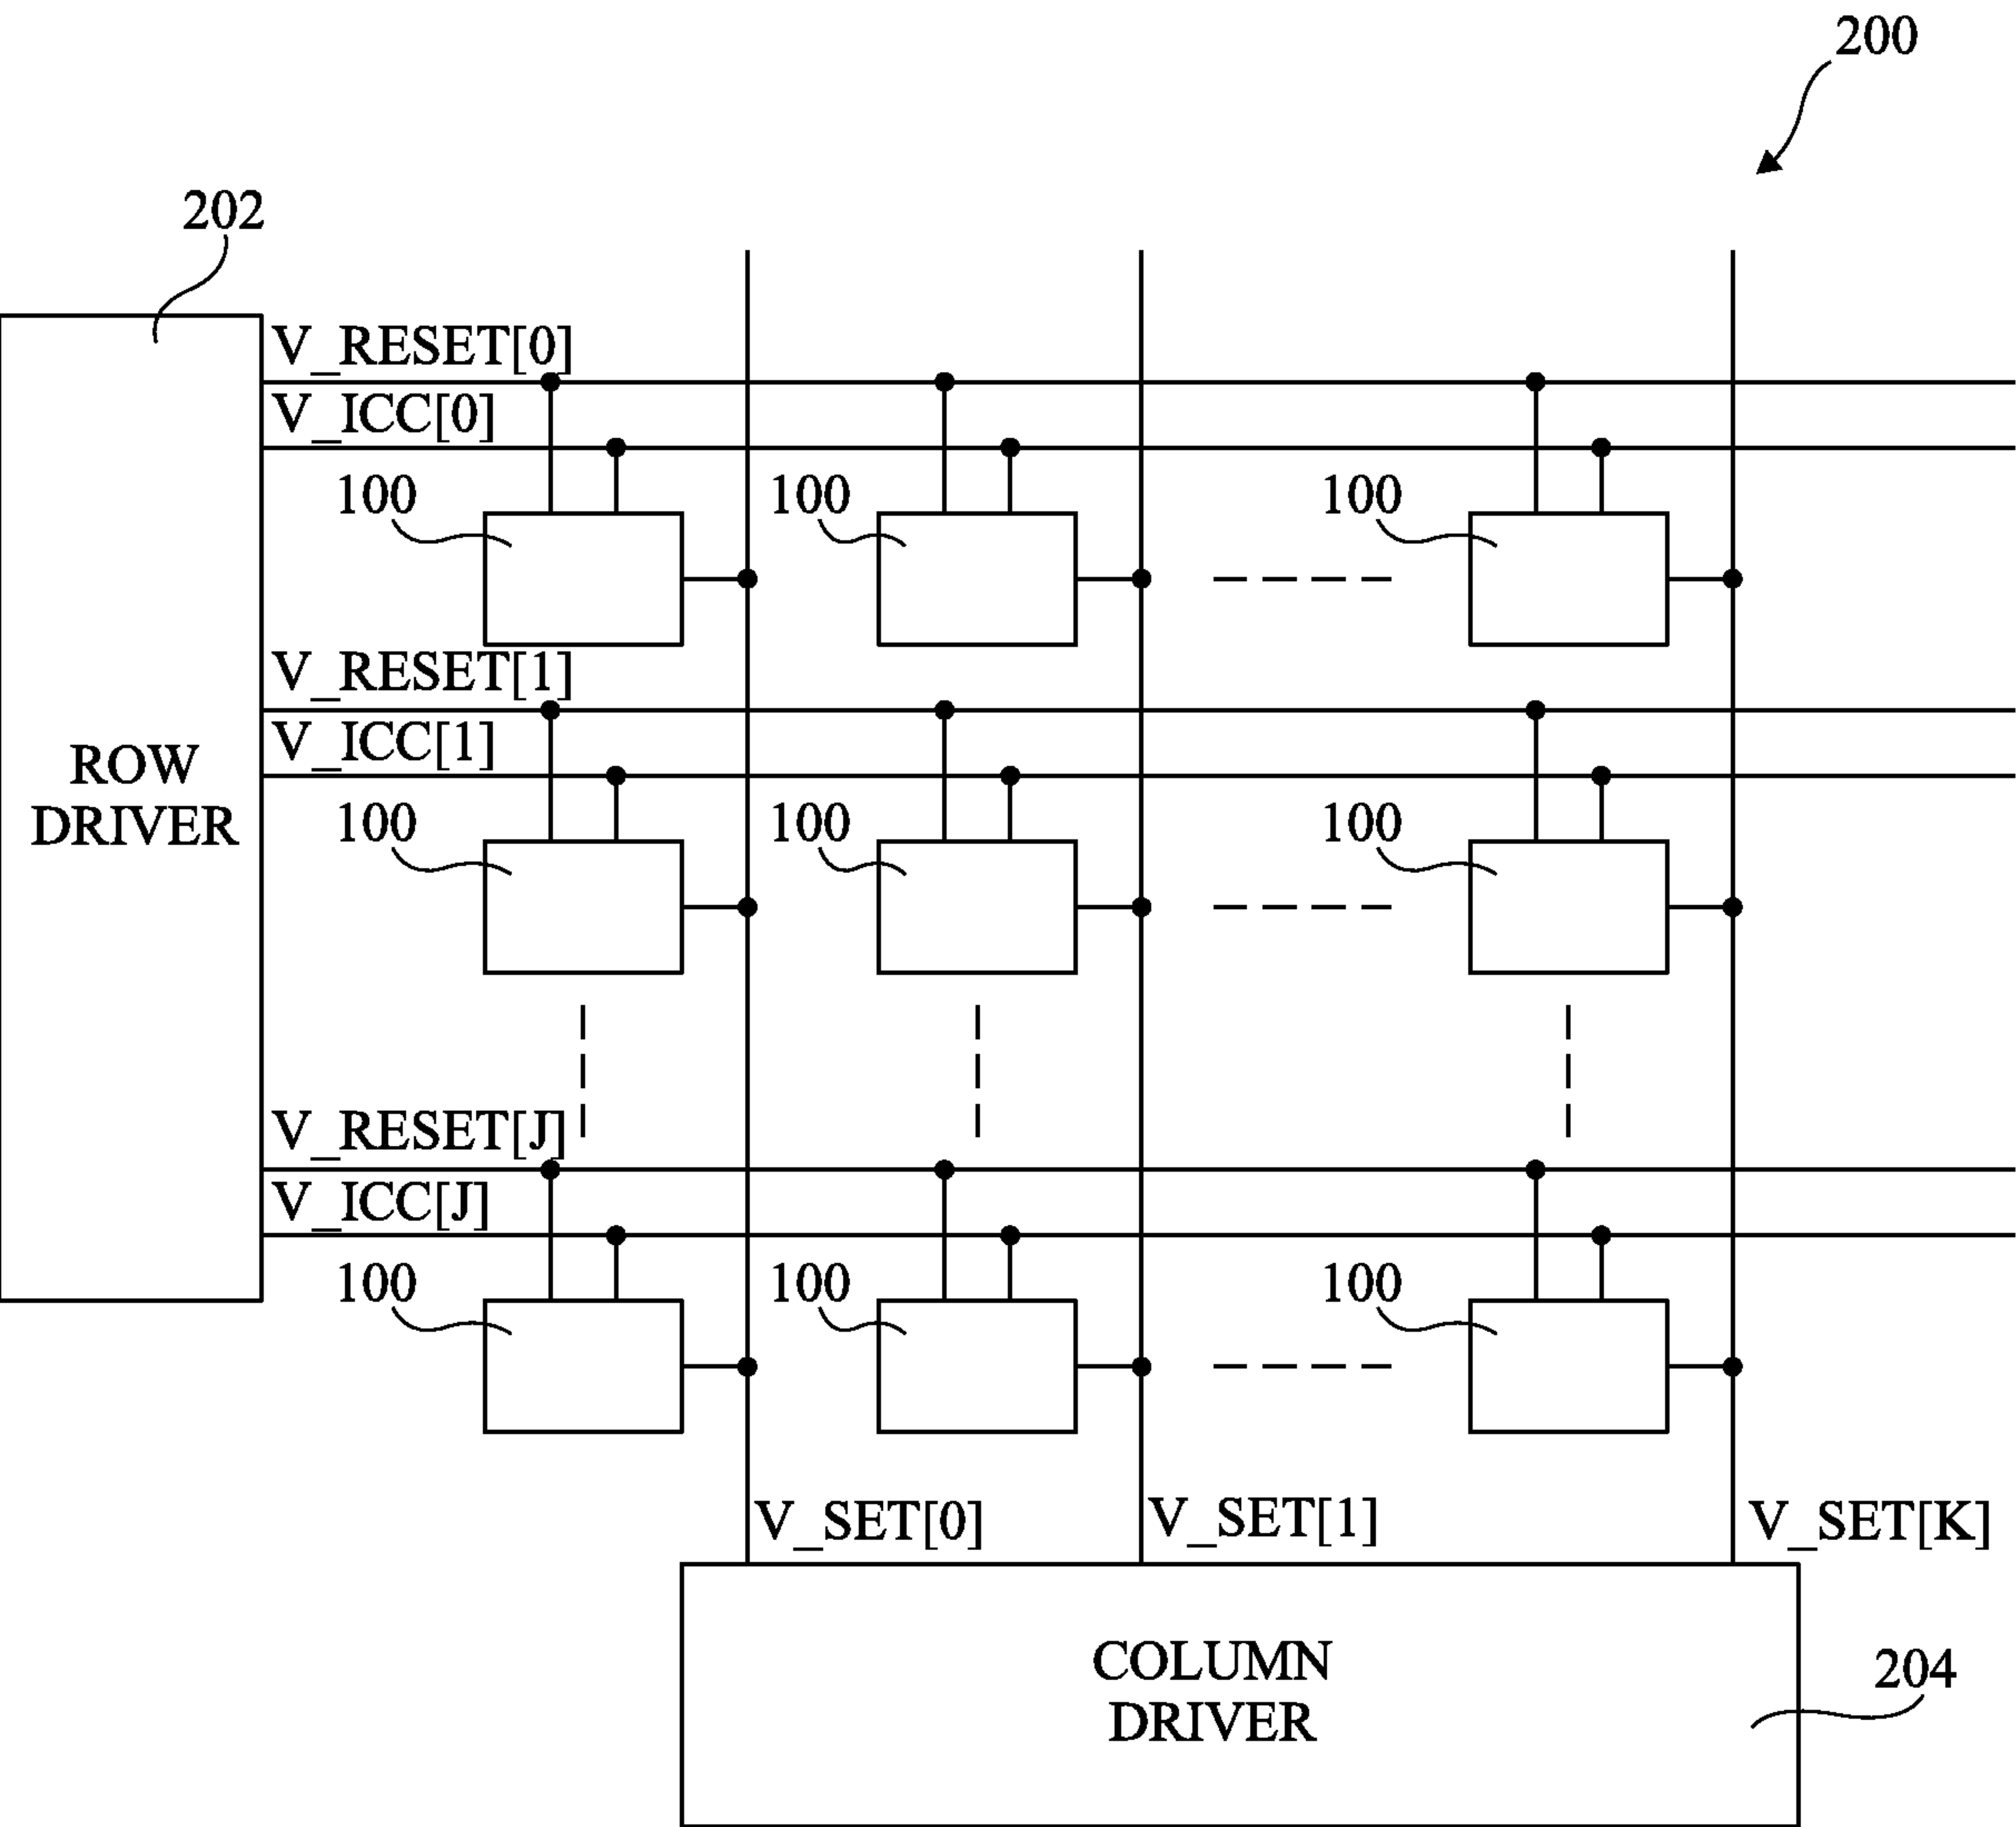 200
202
V_RESET[0]
V_ICC[0]
100 100 100
V_RESET[1]
V_ICC[1]
ROW
DRIVER
100 100 100
V_RESET[J]
V_ICC[J]
100 100 100
V_SET[0] V_SET[1] V_SET[K]
COLUMN
DRIVER
204